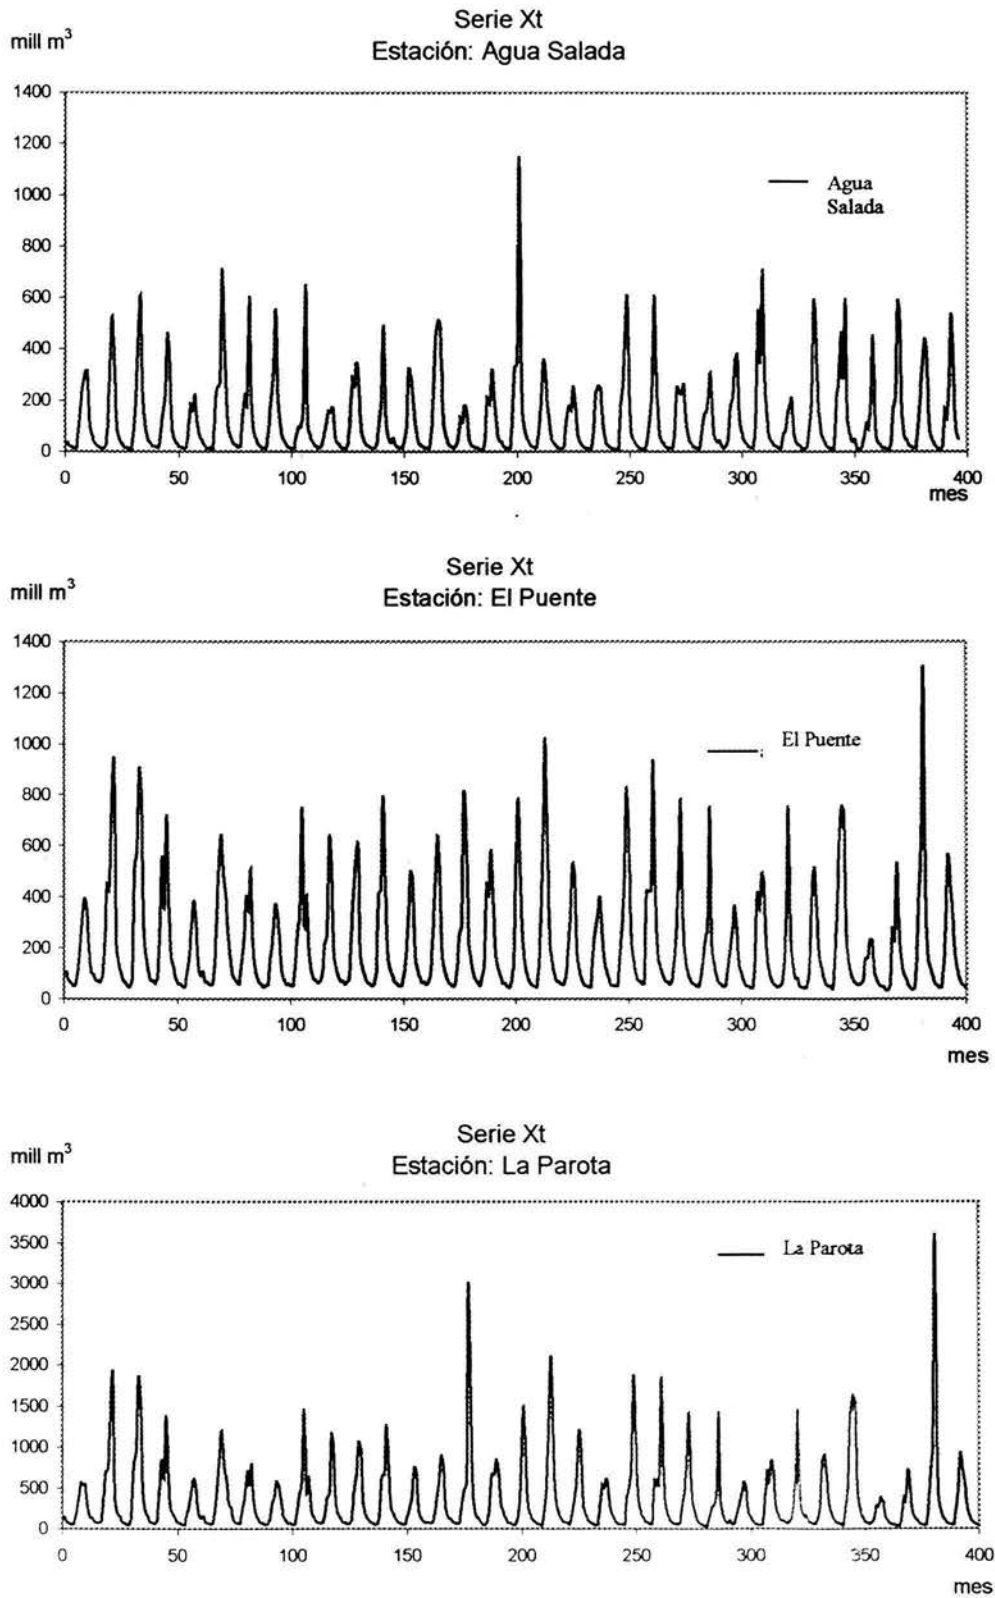 Serie Xt
mill m³
Estación: Agua Salada
1400
1200
1000
800
600
400
200
0
Agua
Salada
0 50 100 150 200 250 300 350 400
mes
Serie Xt
mill m³
Estación: El Puente
1400
1200
1000
800
600
400
200
0
El Puente
0 50 100 150 200 250 300 350 400
mes
Serie Xt
mill m³
Estación: La Parota
4000
3500
3000
2500
2000
1500
1000
500
0
La Parota
0 50 100 150 200 250 300 350 400
mes